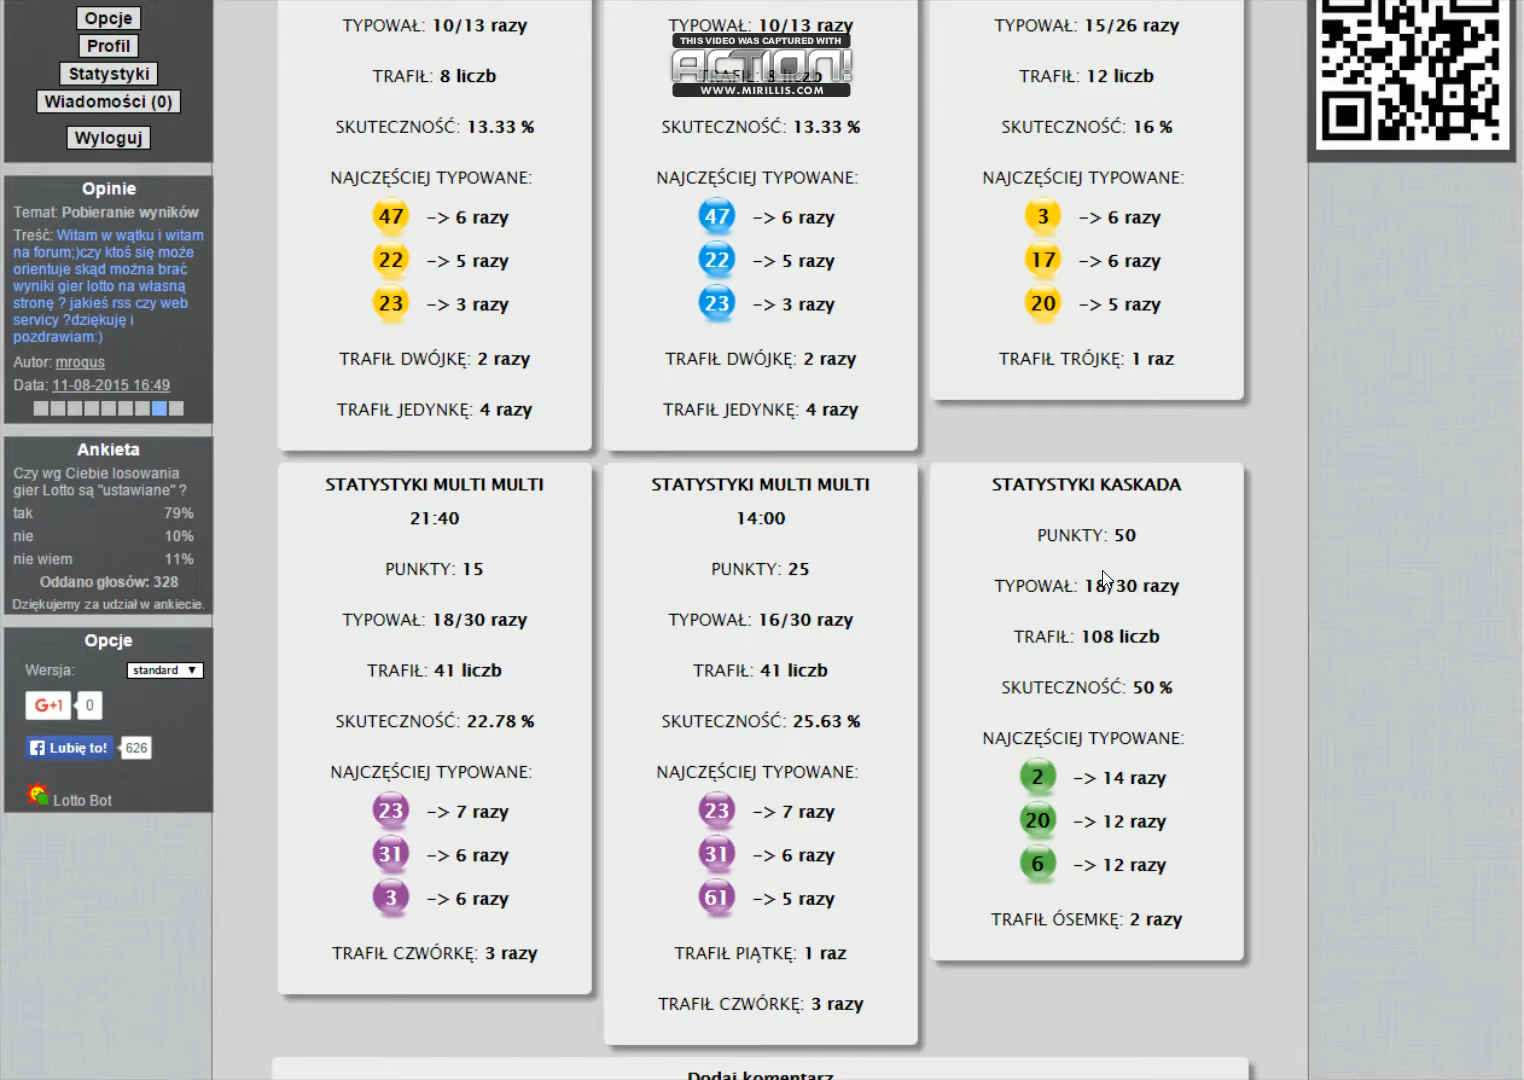 Opcje
Profil
Statystyki
Wiadomości (0)
Wyloguj
Opinie
Temat: Pobieranie wyników
Treść: Witam w wątku i witam
na forum;)czy ktoś się może
orientuje skąd można brać
wyniki gier lotto na własną
stronę ? jakieś rss czy web
servicy ?dziękuję i
pozdrawiam:)
Autor: mrogus
Data: 11-08-2015 16:49
Ankieta
Czy wg Ciebie losowania
gier Lotto są "ustawiane" ?
tak 79%
nie 10%
nie wiem 11%
Oddano głosów: 328
Dziękujemy za udział w ankiecie.
Opcje
Wersja: standard
G+1 0
Lubię to! 626
Lotto Bot
TYPOWAŁ: 10/13 razy
TRAFIŁ: 8 liczb
SKUTECZNOŚĆ: 13.33 %
NAJCZĘŚCIEJ TYPOWANE:
47 -> 6 razy
22 -> 5 razy
23 -> 3 razy
TRAFIŁ DWÓJKĘ: 2 razy
TRAFIŁ JEDYNKĘ: 4 razy
TYPOWAŁ: 10/13 razy
THIS VIDEO WAS CAPTURED WITH
ACTION!
WWW.MIRILLIS.COM
TRAFIŁ: 8 liczb
SKUTECZNOŚĆ: 13.33 %
NAJCZĘŚCIEJ TYPOWANE:
47 -> 6 razy
22 -> 5 razy
23 -> 3 razy
TRAFIŁ DWÓJKĘ: 2 razy
TRAFIŁ JEDYNKĘ: 4 razy
TYPOWAŁ: 15/26 razy
TRAFIŁ: 12 liczb
SKUTECZNOŚĆ: 16 %
NAJCZĘŚCIEJ TYPOWANE:
3 -> 6 razy
17 -> 6 razy
20 -> 5 razy
TRAFIŁ TRÓJKĘ: 1 raz
STATYSTYKI MULTI MULTI
21:40
PUNKTY: 15
TYPOWAŁ: 18/30 razy
TRAFIŁ: 41 liczb
SKUTECZNOŚĆ: 22.78 %
NAJCZĘŚCIEJ TYPOWANE:
23 -> 7 razy
31 -> 6 razy
3 -> 6 razy
TRAFIŁ CZWÓRKĘ: 3 razy
STATYSTYKI MULTI MULTI
14:00
PUNKTY: 25
TYPOWAŁ: 16/30 razy
TRAFIŁ: 41 liczb
SKUTECZNOŚĆ: 25.63 %
NAJCZĘŚCIEJ TYPOWANE:
23 -> 7 razy
31 -> 6 razy
61 -> 5 razy
TRAFIŁ PIĄTKĘ: 1 raz
TRAFIŁ CZWÓRKĘ: 3 razy
STATYSTYKI KASKADA
PUNKTY: 50
TYPOWAŁ: 18/30 razy
TRAFIŁ: 108 liczb
SKUTECZNOŚĆ: 50 %
NAJCZĘŚCIEJ TYPOWANE:
2 -> 14 razy
20 -> 12 razy
6 -> 12 razy
TRAFIŁ ÓSEMKĘ: 2 razy
Dodaj komentarz